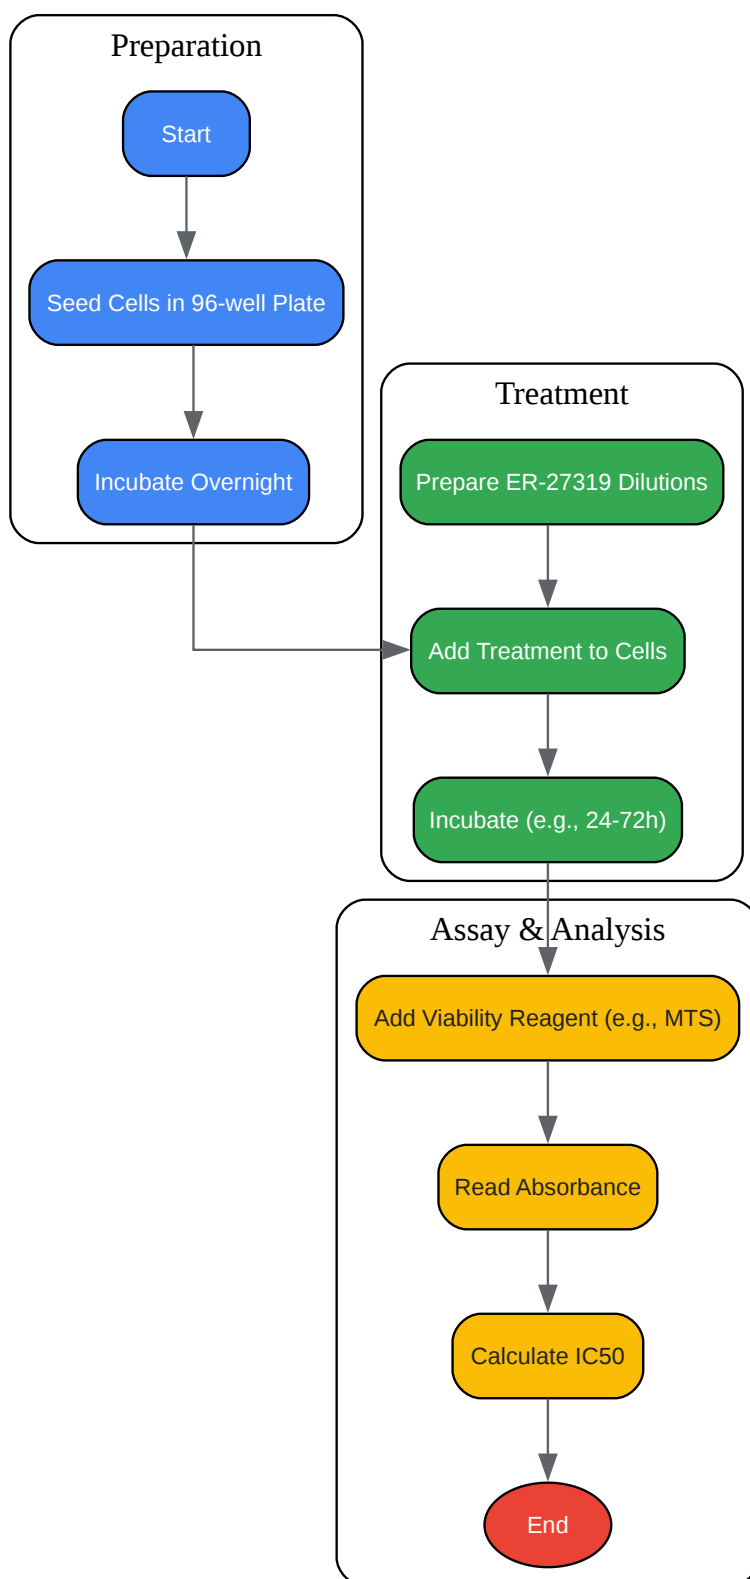 Preparation
Start
Seed Cells in 96-well Plate
Incubate Overnight
Treatment
Prepare ER-27319 Dilutions
Add Treatment to Cells
Incubate (e.g., 24-72h)
Assay & Analysis
Add Viability Reagent (e.g., MTS)
Read Absorbance
Calculate IC50
End